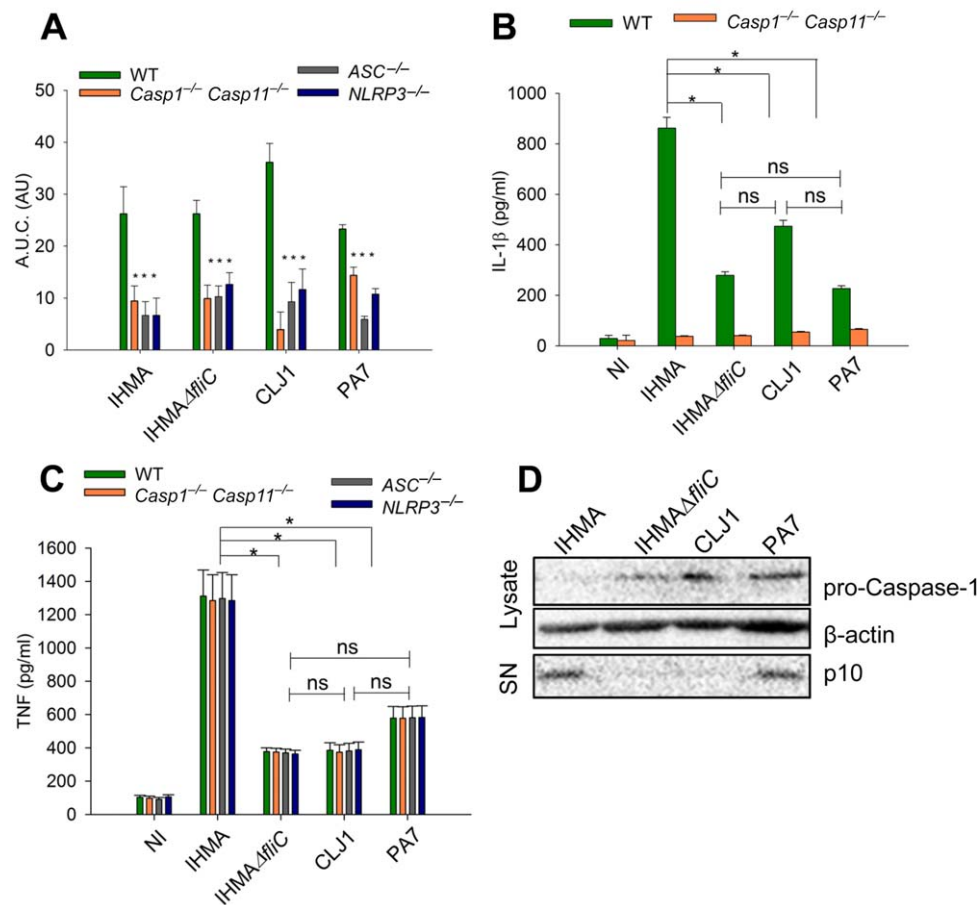 A
WT
Casp1–/– Casp11–/–
ASC–/–
NLRP3–/–
A.U.C. (AU)
50
40
30
20
10
0
* * *
* * *
* * *
* * *
IHMA
IHMAΔfliC
CLJ1
PA7
B
WT
Casp1–/– Casp11–/–
IL-1β (pg/ml)
1000
800
600
400
200
0
*
*
*
ns
ns
ns
NI
IHMA
IHMAΔfliC
CLJ1
PA7
C
WT
Casp1–/– Casp11–/–
ASC–/–
NLRP3–/–
TNF (pg/ml)
1600
1400
1200
1000
800
600
400
200
0
*
*
*
ns
ns
ns
NI
IHMA
IHMAΔfliC
CLJ1
PA7
D
IHMA
IHMAΔfliC
CLJ1
PA7
Lysate
pro-Caspase-1
β-actin
SN
p10